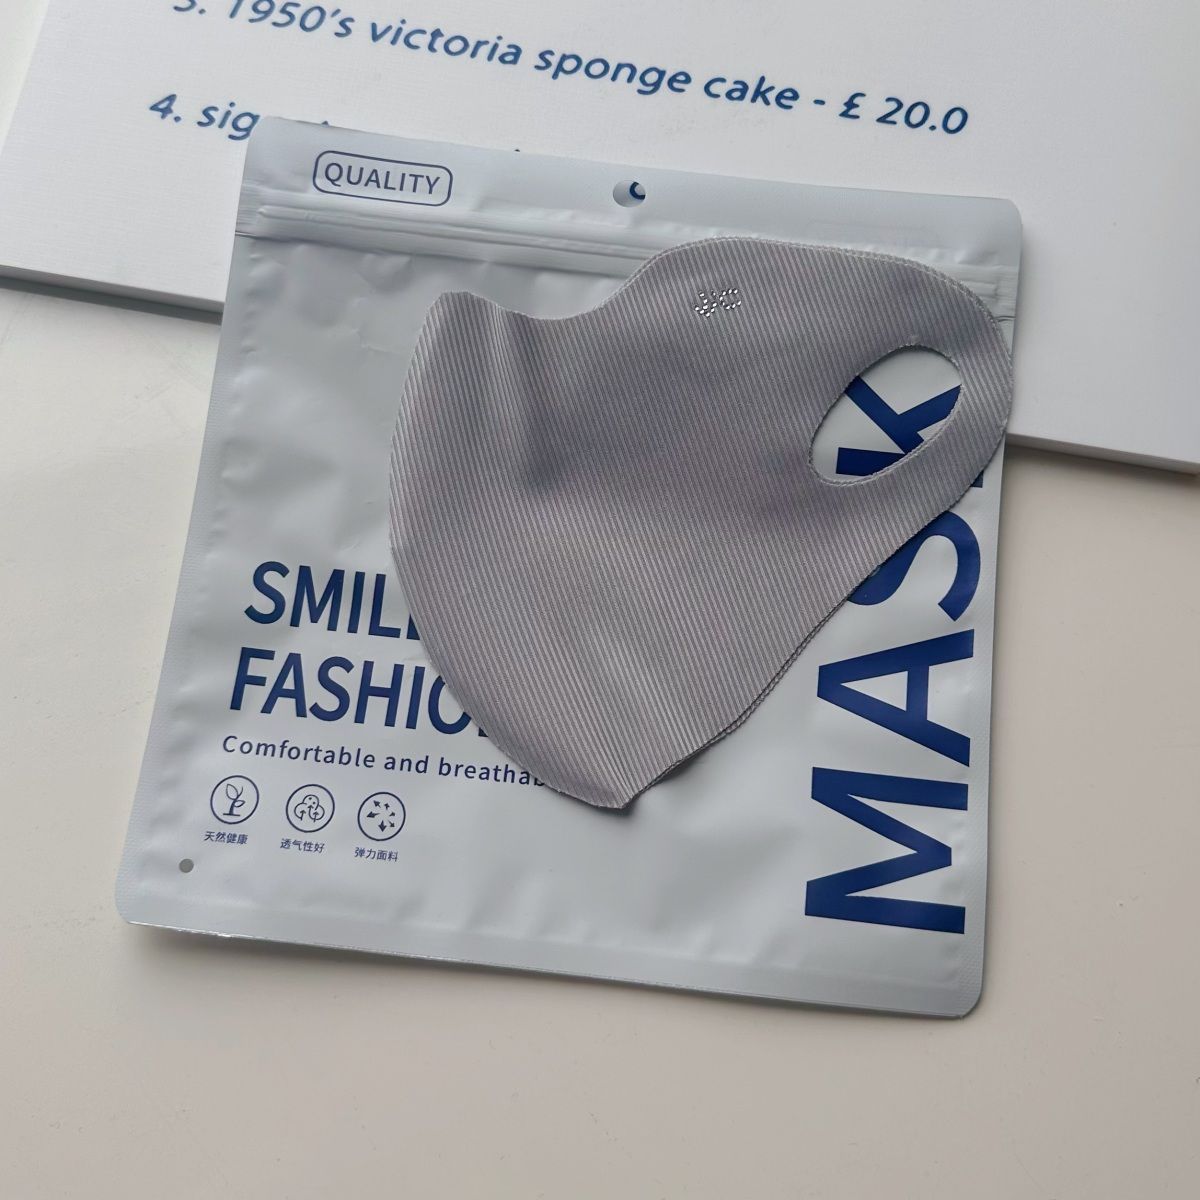 3. 1950's victoria sponge cake - £ 20.0
4. sig
QUALITY
MASK
SMILE
FASHIO
Comfortable and breathab
天然健康
透气性好
弹力面料